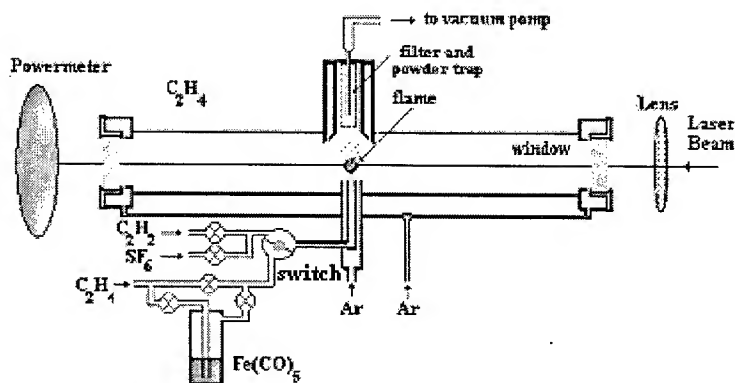 to vacuum pump
filter and
powder trap
flame
Powermeter
C2H4
Lens
Laser
Beam
window
C2H2
SF6
switch
C2H4
Ar
Ar
Fe(CO)5